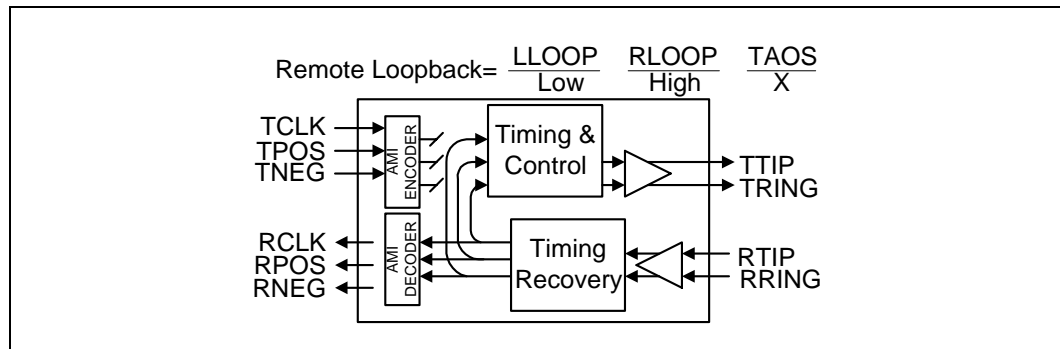 Remote Loopback= LLOOP RLOOP TAOS
Low High X
TCLK
TPOS
TNEG
AMI
ENCODER
Timing &
Control
TTIP
TRING
RCLK
RPOS
RNEG
AMI
DECODER
Timing
Recovery
RTIP
RRING